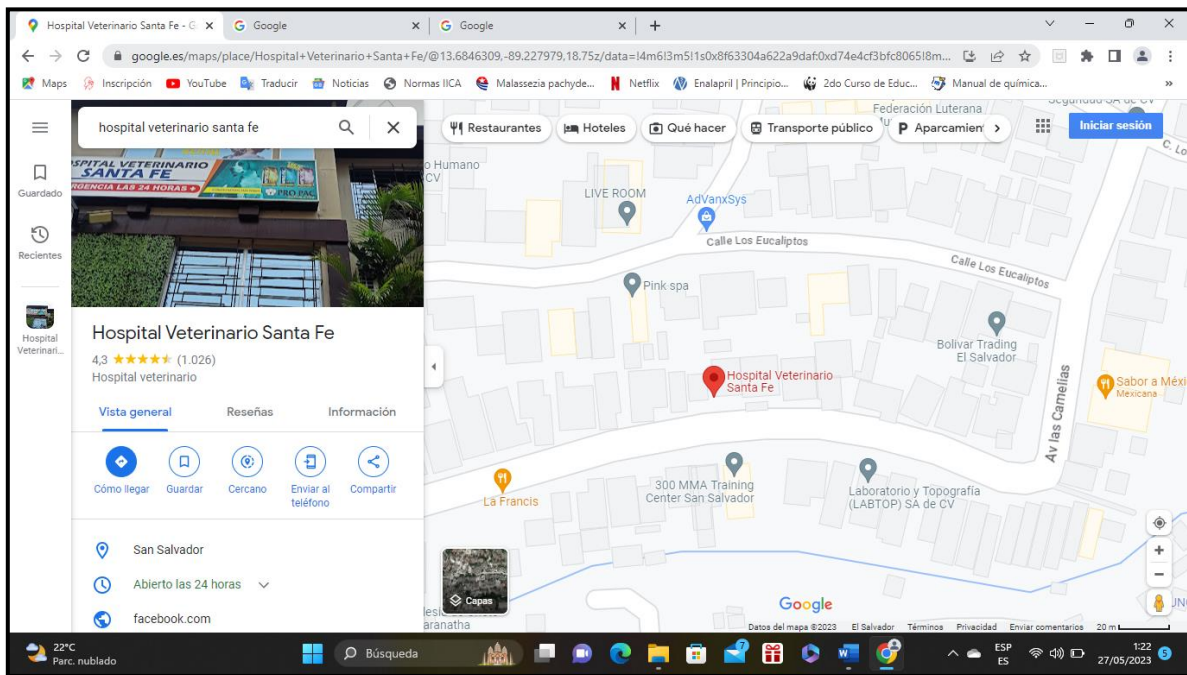 Hospital Veterinario Santa Fe - G
Google
Google
google.es/maps/place/Hospital+Veterinario+Santa+Fe/@13.6846309,-89.227979,18.75z/data=!4m6!3m5!1s0x8f63304a622a9daf:0xd74e4cf3bfc8065!8m...
Maps
Inscripción
YouTube
Traducir
Noticias
Normas IICA
Malassezia pachyde...
Netflix
Enalapril | Principio...
2do Curso de Educ...
Manual de química...
hospital veterinario santa fe
Restaurantes
Hoteles
Qué hacer
Transporte público
Aparcamien
Iniciar sesión
Guardado
Recientes
Hospital
Veterinari...
SPITAL VETERINARIO
SANTA FE
RGENCIA LAS 24 HORAS
PRO PAC
Hospital Veterinario Santa Fe
4,3 (1.026)
Hospital veterinario
Vista general
Reseñas
Información
Cómo llegar
Guardar
Cercano
Enviar al
teléfono
Compartir
San Salvador
Abierto las 24 horas
facebook.com
Federación Luterana
o Humano
CV
LIVE ROOM
AdVanxSys
Calle Los Eucaliptos
Calle Los Eucaliptos
Pink spa
Bolivar Trading
El Salvador
Hospital Veterinario
Santa Fe
Sabor a Méxi
Mexicana
Av las Camelias
La Francis
300 MMA Training
Center San Salvador
Laboratorio y Topografía
(LABTOP) SA de CV
Capas
aranatha
Google
Datos del mapa ©2023
El Salvador
Términos
Privacidad
Enviar comentarios
20 m
22°C
Parc. nublado
Búsqueda
ESP
ES
1:22
27/05/2023
5